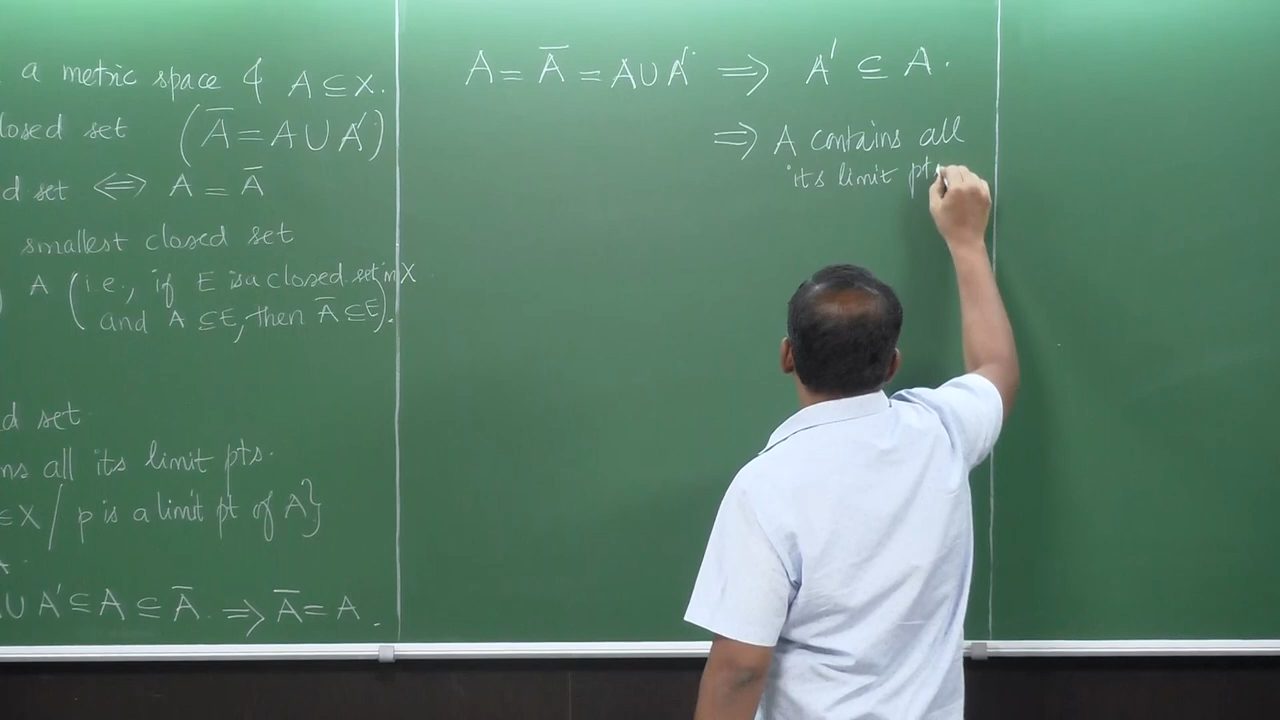 a metric space & A ⊆ X.
losed set (A̅ = A ∪ A′)
d set ⟺ A = A̅
smallest closed set
A (i.e., if E is a closed set in X
and A ⊆ E, then A̅ ⊆ E).
d set
ns all its limit pts.
∈ X / p is a limit pt of A}
A.
∪ A′ ⊆ A ⊆ A̅. ⟹ A̅ = A.
A = A̅ = A ∪ A′. ⟹ A′ ⊆ A.
⟹ A contains all
its limit pts